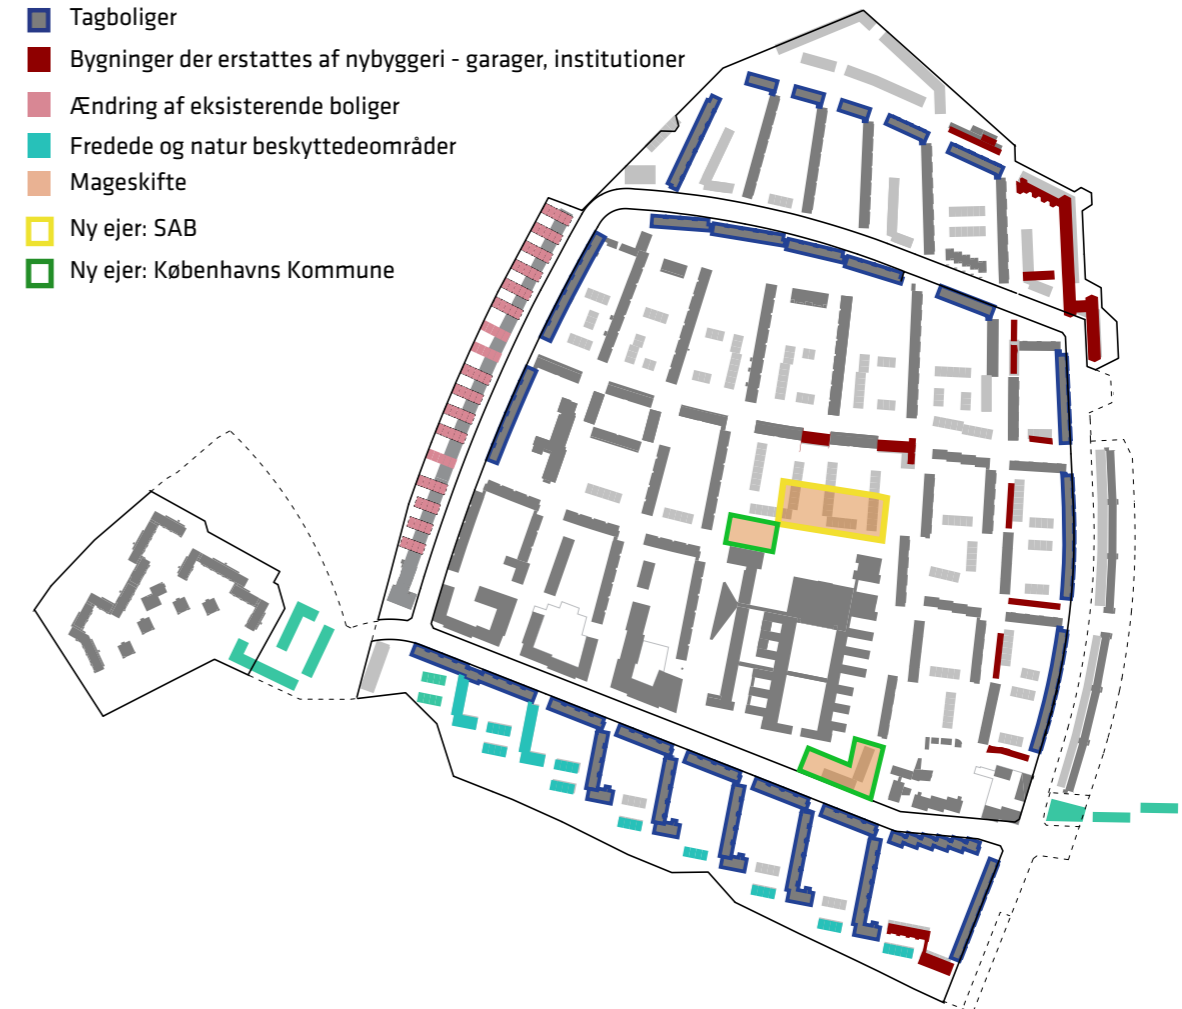 Tagboliger
Bygninger der erstattes af nybyggeri - garager, institutioner
Ændring af eksisterende boliger
Fredede og natur beskyttedeområder
Mageskifte
Ny ejer: SAB
Ny ejer: Københavns Kommune